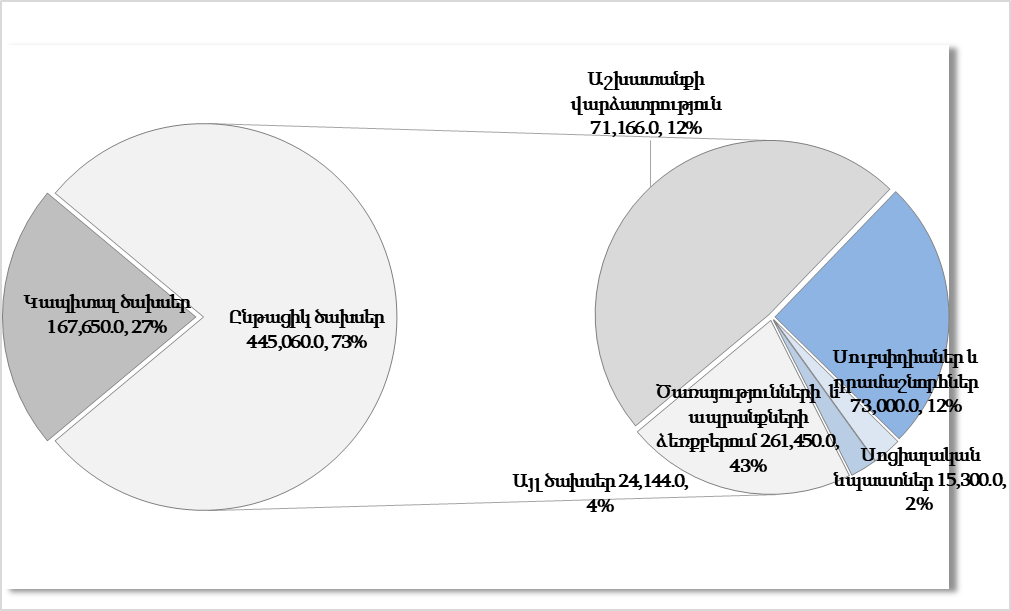 Աշխատանքի
վարձատրություն
71,166.0, 12%
Կապիտալ ծախսեր
167,650.0, 27%
Ընթացիկ ծախսեր
445,060.0, 73%
Սուբսիդիաներ և
դրամաշնորհներ
73,000.0, 12%
Ծառայությունների և
ապրանքների
ձեռքբերում 261,450.0,
43%
Սոցիալական
նպաստներ 15,300.0,
2%
Այլ ծախսեր 24,144.0,
4%